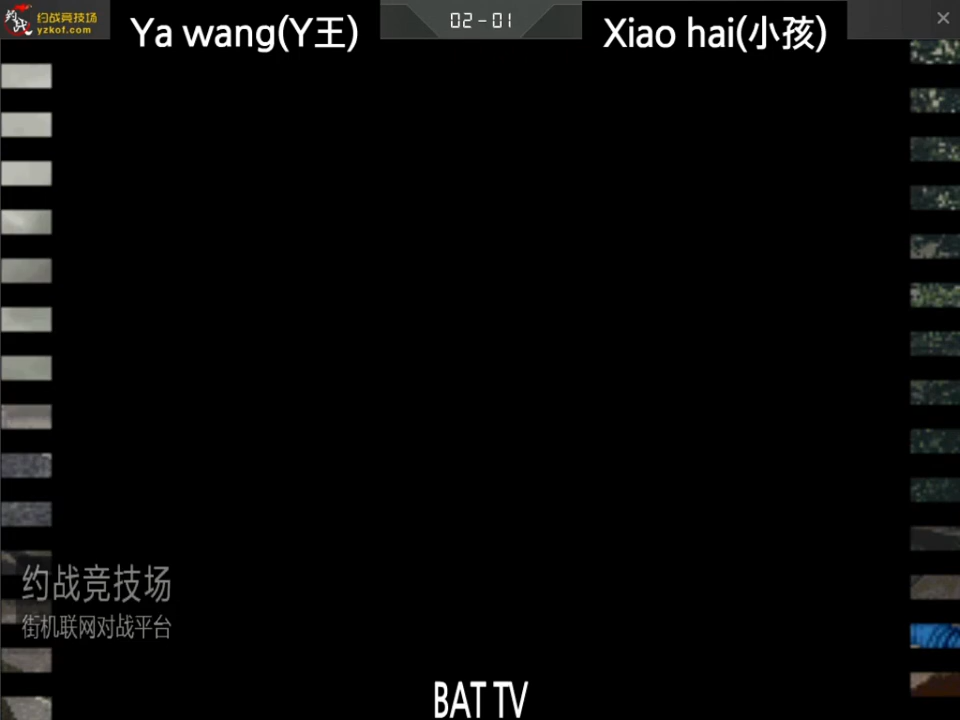 约战竞技场
yzkof.com
Ya wang(Y王)
02-01
Xiao hai(小孩)
约战竞技场
街机联网对战平台
BAT TV